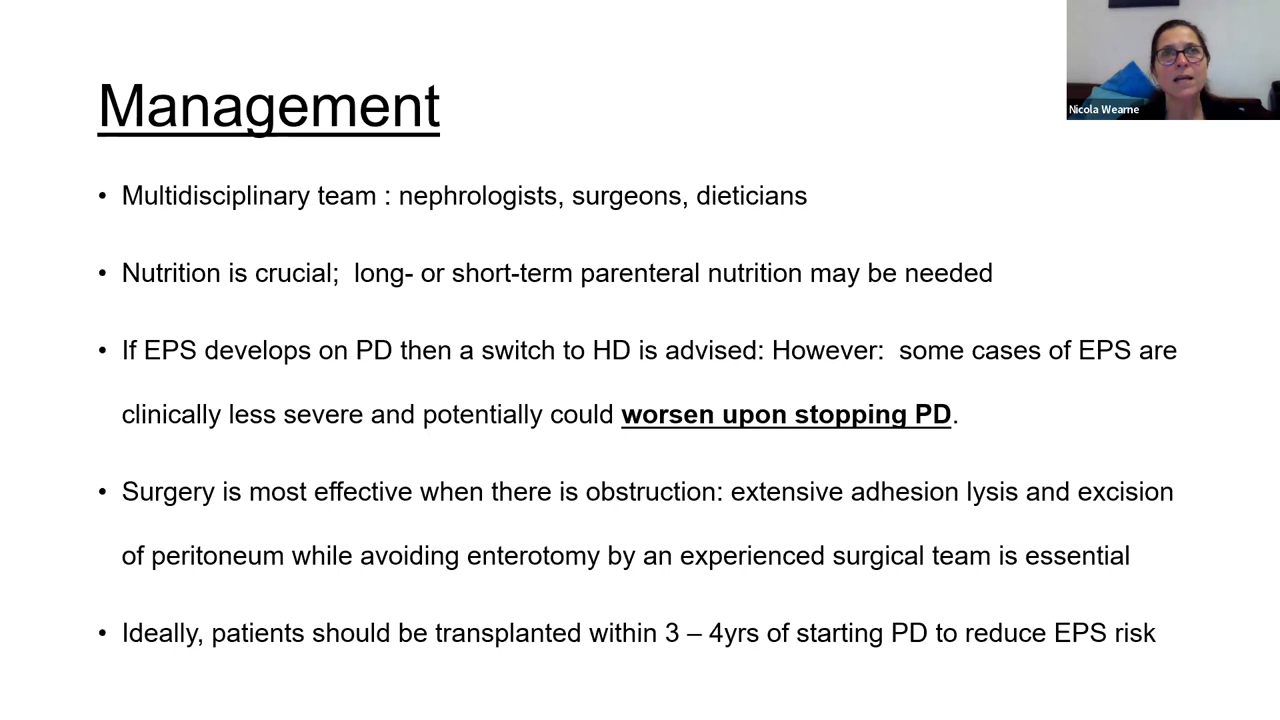 Management
Nicola Wearne
• Multidisciplinary team : nephrologists, surgeons, dieticians
• Nutrition is crucial;  long- or short-term parenteral nutrition may be needed
• If EPS develops on PD then a switch to HD is advised: However:  some cases of EPS are
clinically less severe and potentially could worsen upon stopping PD.
• Surgery is most effective when there is obstruction: extensive adhesion lysis and excision
of peritoneum while avoiding enterotomy by an experienced surgical team is essential
• Ideally, patients should be transplanted within 3 – 4yrs of starting PD to reduce EPS risk